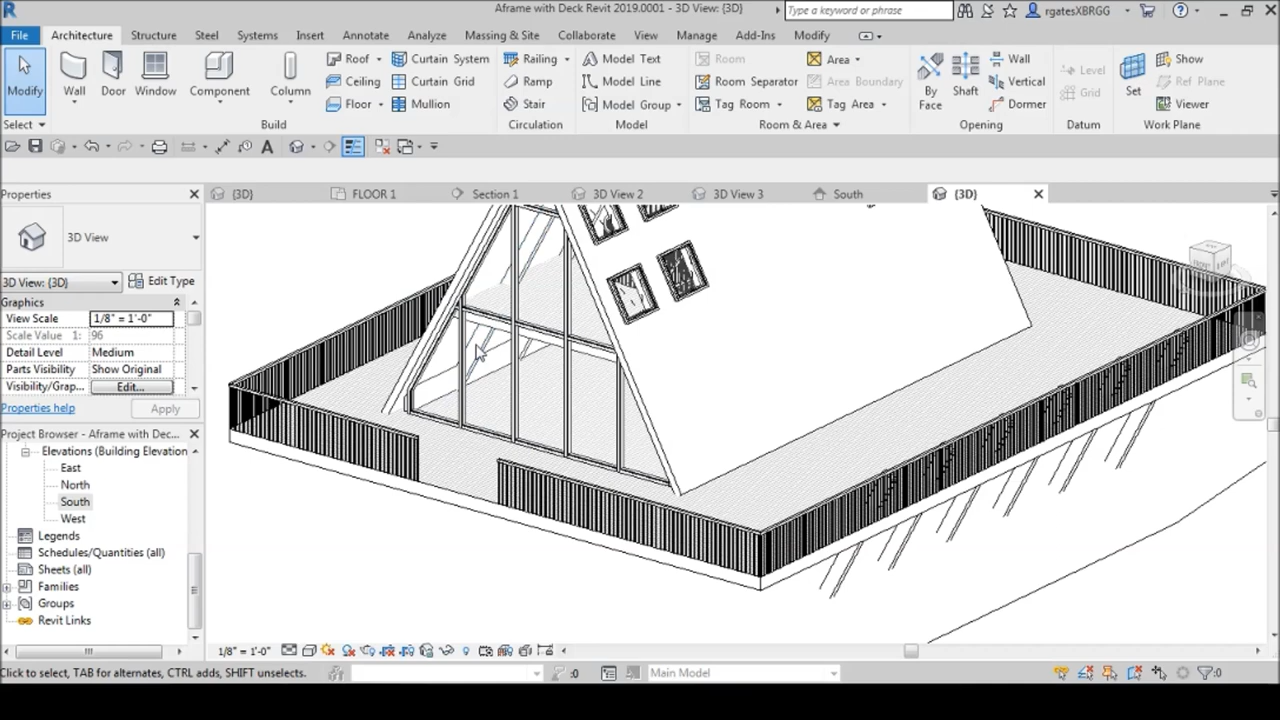 Aframe with Deck Revit 2019.0001 - 3D View: {3D}
Type a keyword or phrase
rgatesXBRGG
File Architecture Structure Steel Systems Insert Annotate Analyze Massing & Site Collaborate View Manage Add-Ins Modify
Modify Wall Door Window Component Column
Roof Curtain System
Ceiling Curtain Grid
Floor Mullion
Railing
Ramp
Stair
Model Text
Model Line
Model Group
Room
Room Separator
Tag Room
Area
Area Boundary
Tag Area
By Face
Shaft
Wall
Vertical
Dormer
Level
Grid
Set
Show
Ref Plane
Viewer
Select Build Circulation Model Room & Area Opening Datum Work Plane
Properties
{3D} FLOOR 1 Section 1 3D View 2 3D View 3 South {3D}
3D View
3D View: {3D} Edit Type
Graphics
View Scale 1/8" = 1'-0"
Scale Value 1: 96
Detail Level Medium
Parts Visibility Show Original
Visibility/Grap... Edit...
Properties help Apply
Project Browser - Aframe with Dec...
Elevations (Building Elevation
East
North
South
West
Legends
Schedules/Quantities (all)
Sheets (all)
Families
Groups
Revit Links
1/8" = 1'-0"
Click to select, TAB for alternates, CTRL adds, SHIFT unselects.
:0
Main Model
:0